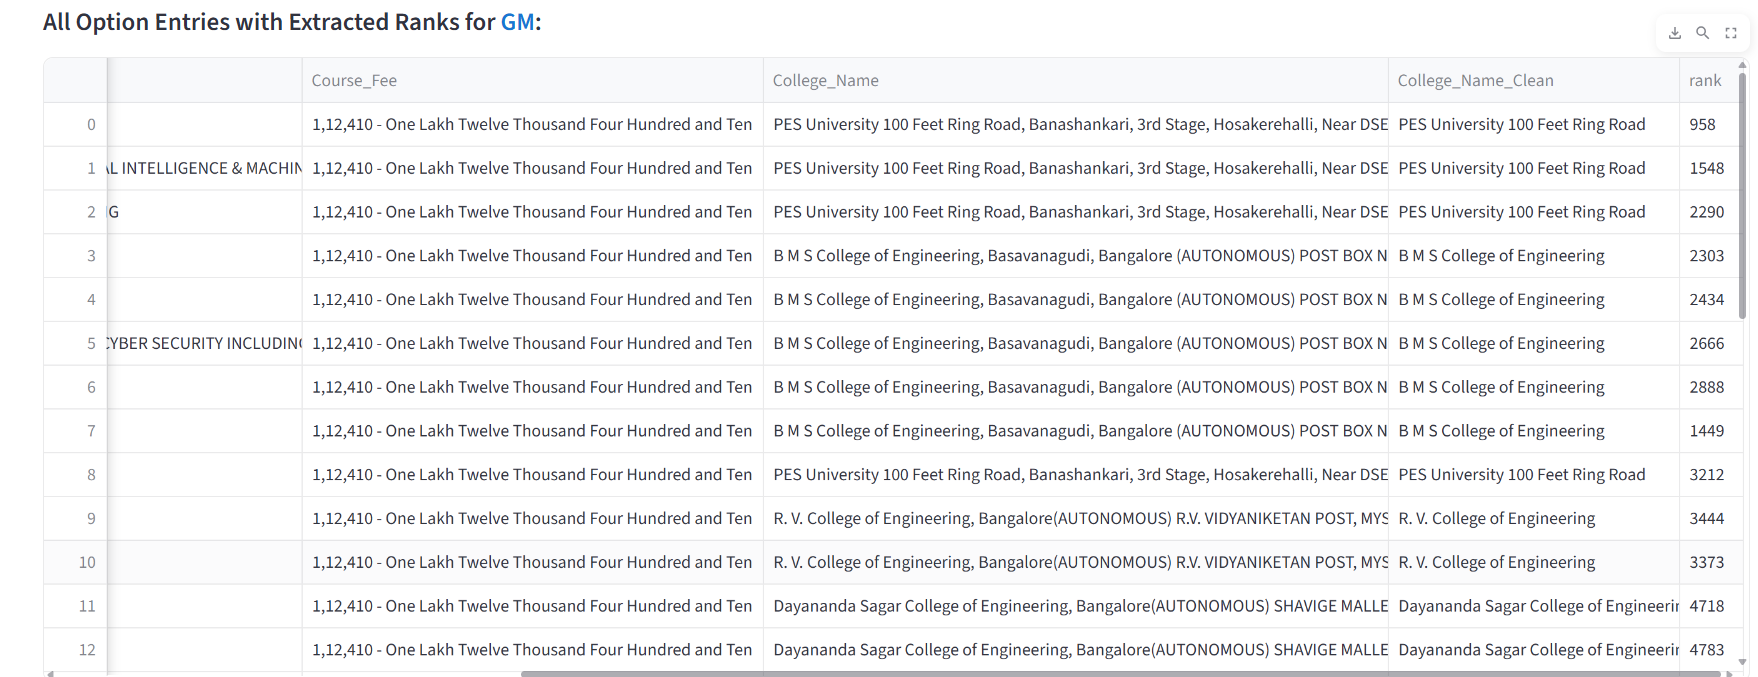 All Option Entries with Extracted Ranks for GM:
Course_Fee College_Name College_Name_Clean rank
0 1,12,410 - One Lakh Twelve Thousand Four Hundred and Ten PES University 100 Feet Ring Road, Banashankari, 3rd Stage, Hosakerehalli, Near DSE PES University 100 Feet Ring Road 958
1 AL INTELLIGENCE & MACHIN 1,12,410 - One Lakh Twelve Thousand Four Hundred and Ten PES University 100 Feet Ring Road, Banashankari, 3rd Stage, Hosakerehalli, Near DSE PES University 100 Feet Ring Road 1548
2 G 1,12,410 - One Lakh Twelve Thousand Four Hundred and Ten PES University 100 Feet Ring Road, Banashankari, 3rd Stage, Hosakerehalli, Near DSE PES University 100 Feet Ring Road 2290
3 1,12,410 - One Lakh Twelve Thousand Four Hundred and Ten B M S College of Engineering, Basavanagudi, Bangalore (AUTONOMOUS) POST BOX N B M S College of Engineering 2303
4 1,12,410 - One Lakh Twelve Thousand Four Hundred and Ten B M S College of Engineering, Basavanagudi, Bangalore (AUTONOMOUS) POST BOX N B M S College of Engineering 2434
5 CYBER SECURITY INCLUDING 1,12,410 - One Lakh Twelve Thousand Four Hundred and Ten B M S College of Engineering, Basavanagudi, Bangalore (AUTONOMOUS) POST BOX N B M S College of Engineering 2666
6 1,12,410 - One Lakh Twelve Thousand Four Hundred and Ten B M S College of Engineering, Basavanagudi, Bangalore (AUTONOMOUS) POST BOX N B M S College of Engineering 2888
7 1,12,410 - One Lakh Twelve Thousand Four Hundred and Ten B M S College of Engineering, Basavanagudi, Bangalore (AUTONOMOUS) POST BOX N B M S College of Engineering 1449
8 1,12,410 - One Lakh Twelve Thousand Four Hundred and Ten PES University 100 Feet Ring Road, Banashankari, 3rd Stage, Hosakerehalli, Near DSE PES University 100 Feet Ring Road 3212
9 1,12,410 - One Lakh Twelve Thousand Four Hundred and Ten R. V. College of Engineering, Bangalore(AUTONOMOUS) R.V. VIDYANIKETAN POST, MYS R. V. College of Engineering 3444
10 1,12,410 - One Lakh Twelve Thousand Four Hundred and Ten R. V. College of Engineering, Bangalore(AUTONOMOUS) R.V. VIDYANIKETAN POST, MYS R. V. College of Engineering 3373
11 1,12,410 - One Lakh Twelve Thousand Four Hundred and Ten Dayananda Sagar College of Engineering, Bangalore(AUTONOMOUS) SHAVIGE MALLE Dayananda Sagar College of Engineerin 4718
12 1,12,410 - One Lakh Twelve Thousand Four Hundred and Ten Dayananda Sagar College of Engineering, Bangalore(AUTONOMOUS) SHAVIGE MALLE Dayananda Sagar College of Engineerin 4783